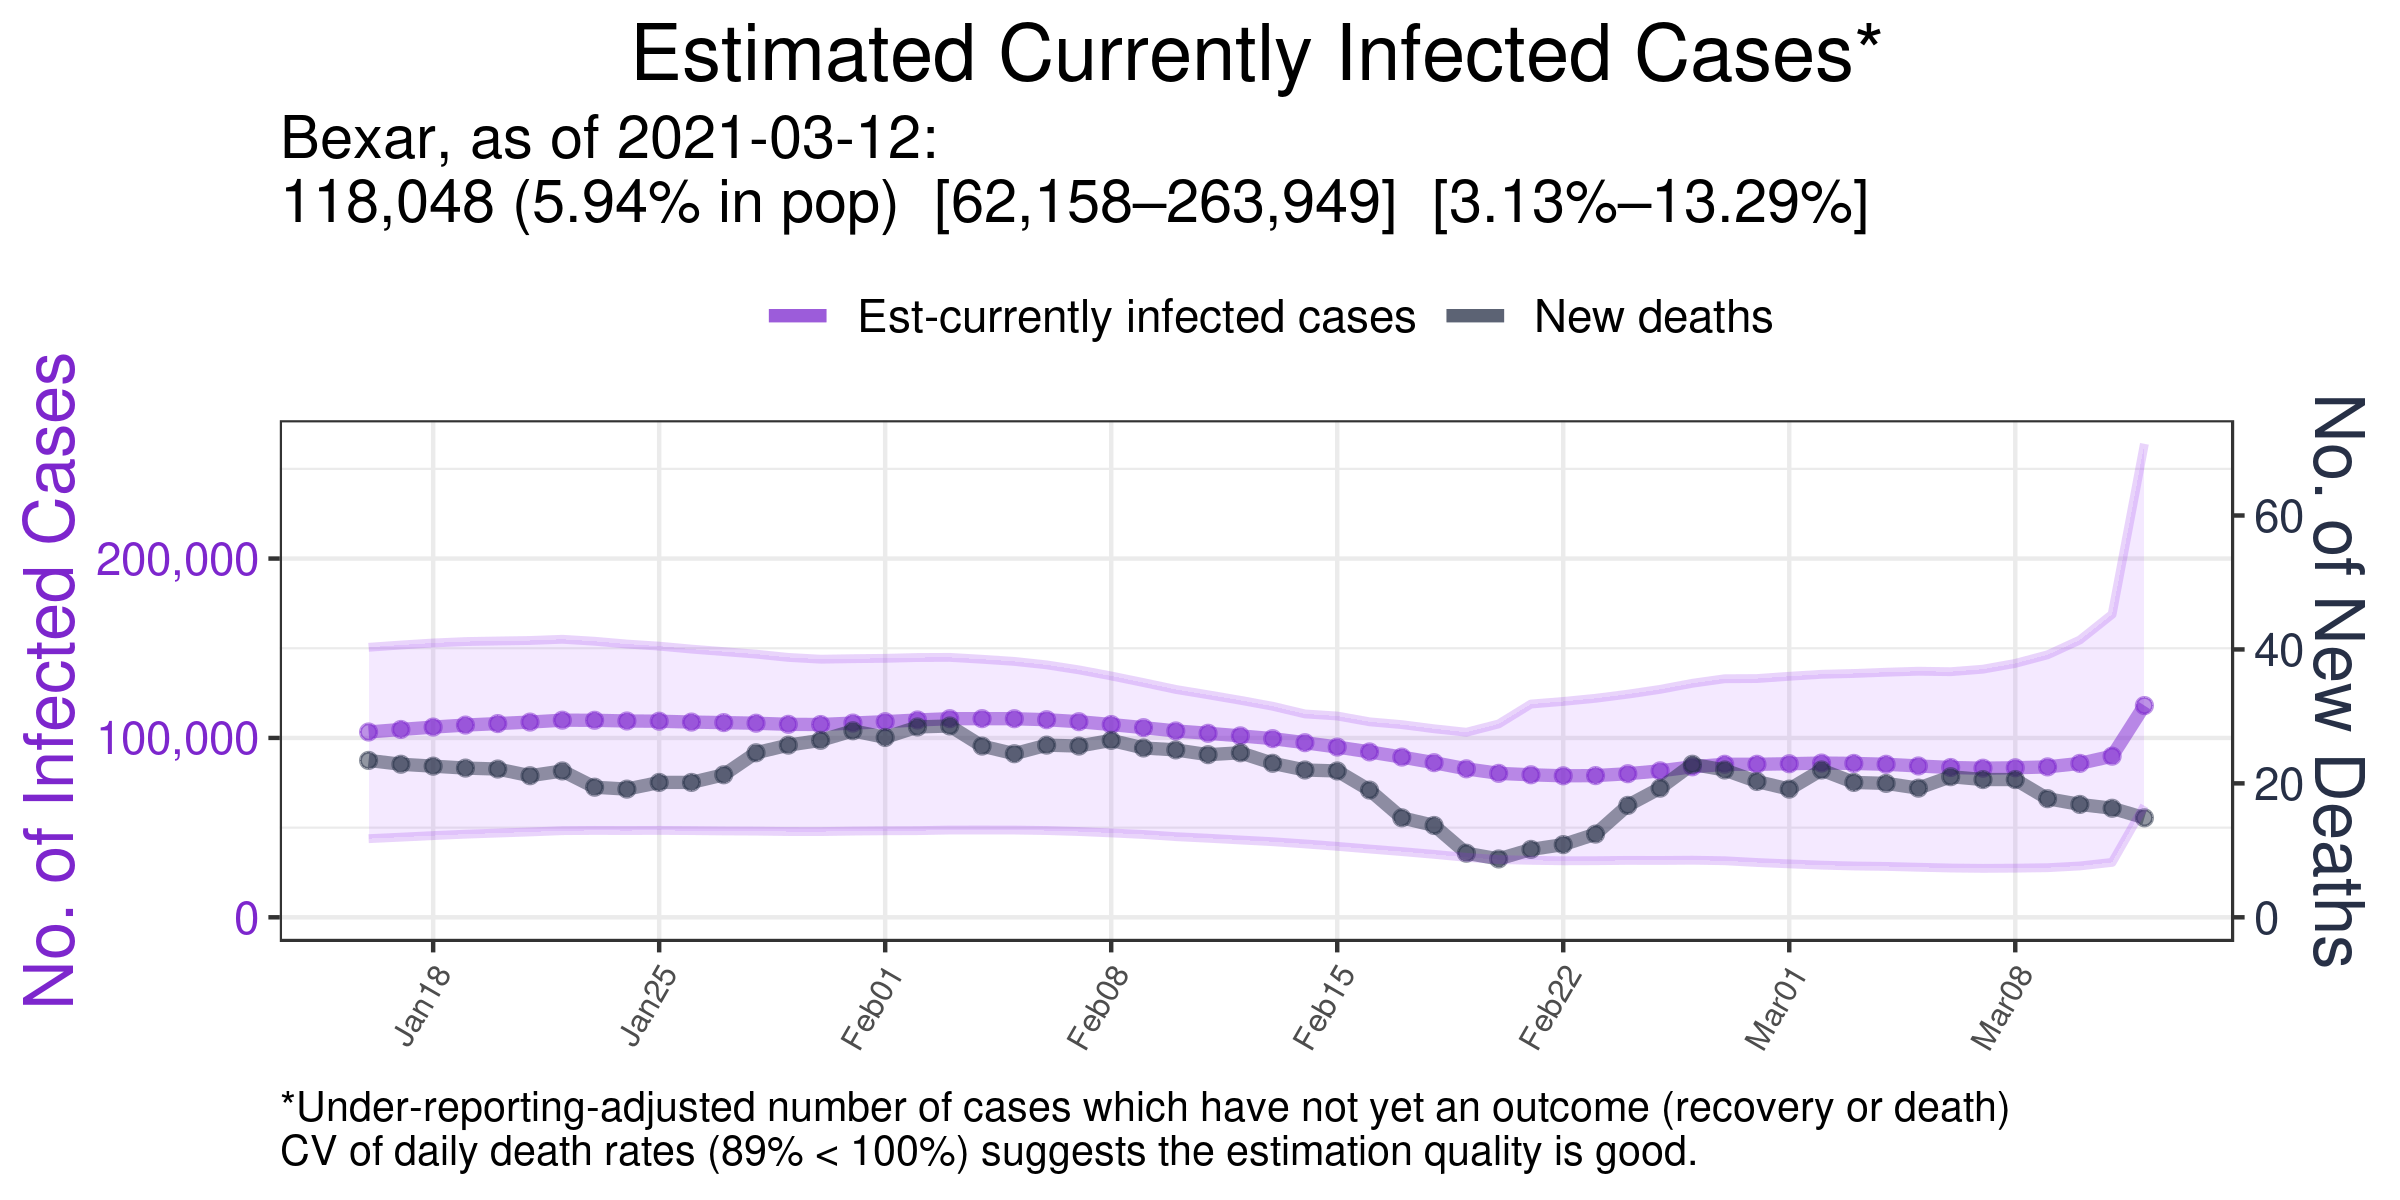 Estimated Currently Infected Cases*
Bexar, as of 2021-03-12:
118,048 (5.94% in pop)  [62,158–263,949]  [3.13%–13.29%]
Est-currently infected cases
New deaths
No. of Infected Cases
200,000
100,000
0
60
40
20
0
No. of New Deaths
Jan18
Jan25
Feb01
Feb08
Feb15
Feb22
Mar01
Mar08
*Under-reporting-adjusted number of cases which have not yet an outcome (recovery or death)
CV of daily death rates (89% < 100%) suggests the estimation quality is good.